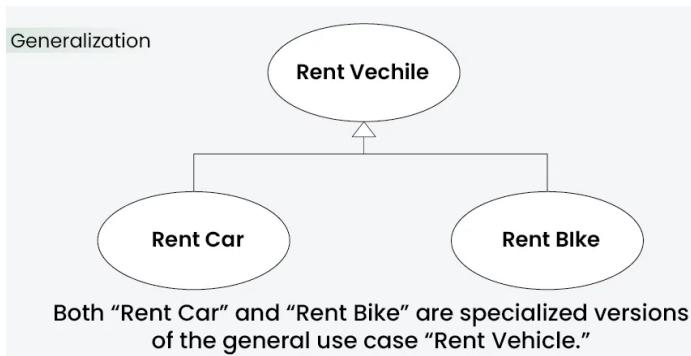 Generalization
Rent Vechile
Rent Car
Rent BIke
Both “Rent Car” and “Rent Bike” are specialized versions
of the general use case “Rent Vehicle.”